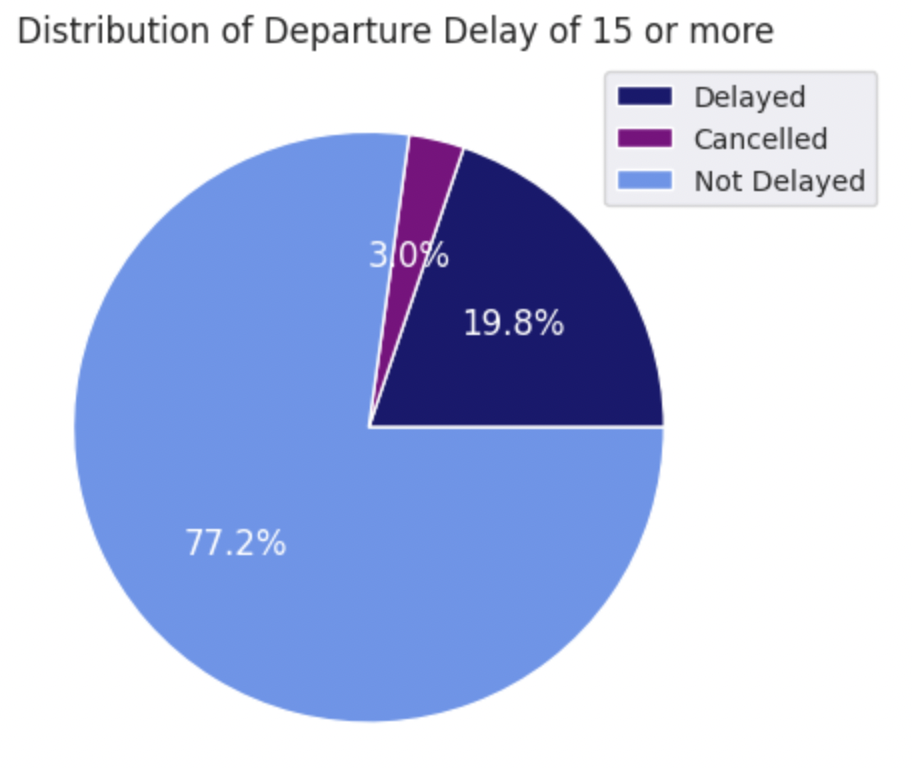 Distribution of Departure Delay of 15 or more
Delayed
Cancelled
Not Delayed
3.0%
19.8%
77.2%